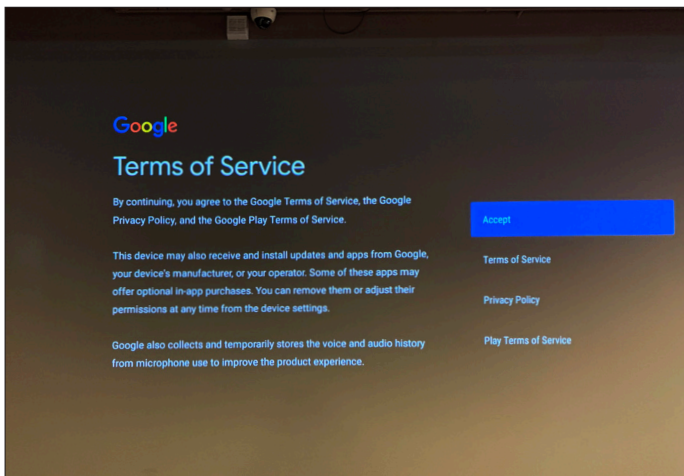 Google
Terms of Service
By continuing, you agree to the Google Terms of Service, the Google
Privacy Policy, and the Google Play Terms of Service.
This device may also receive and install updates and apps from Google,
your device's manufacturer, or your operator. Some of these apps may
offer optional in-app purchases. You can remove them or adjust their
permissions at any time from the device settings.
Google also collects and temporarily stores the voice and audio history
from microphone use to improve the product experience.
Accept
Terms of Service
Privacy Policy
Play Terms of Service